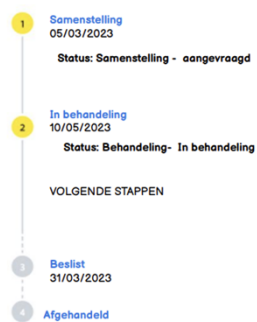 1
Samenstelling
05/03/2023
Status: Samenstelling - aangevraagd
2
In behandeling
10/05/2023
Status: Behandeling- In behandeling
VOLGENDE STAPPEN
3
Beslist
31/03/2023
4
Afgehandeld